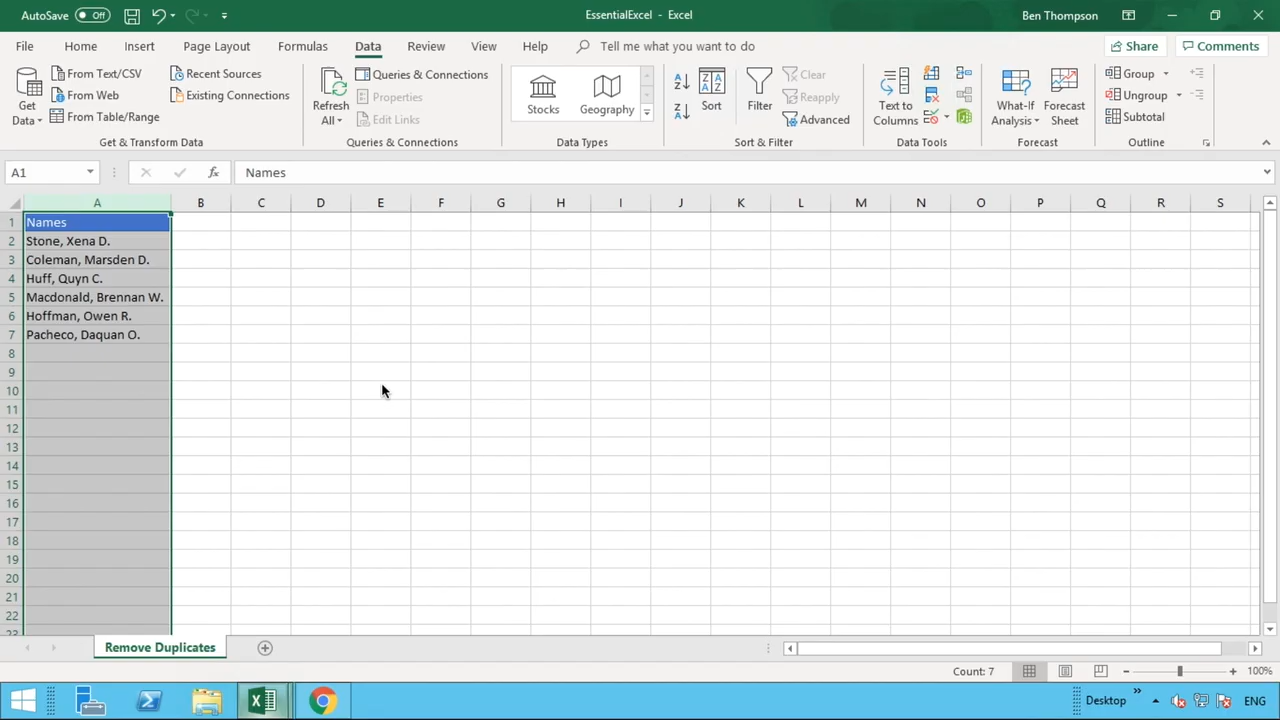 AutoSave Off EssentialExcel - Excel Ben Thompson
File Home Insert Page Layout Formulas Data Review View Help Tell me what you want to do Share Comments
From Text/CSV Recent Sources Queries & Connections Clear Group
From Web Existing Connections Properties Reapply Ungroup
From Table/Range Edit Links Advanced Subtotal
Get Data
Refresh All
Stocks Geography
Sort Filter
Text to Columns
What-If Analysis
Forecast Sheet
Get & Transform Data Queries & Connections Data Types Sort & Filter Data Tools Forecast Outline
A1 fx Names
A B C D E F G H I J K L M N O P Q R S
1 Names
2 Stone, Xena D.
3 Coleman, Marsden D.
4 Huff, Quyn C.
5 Macdonald, Brennan W.
6 Hoffman, Owen R.
7 Pacheco, Daquan O.
8
9
10
11
12
13
14
15
16
17
18
19
20
21
22
23
Remove Duplicates
Count: 7 100%
Desktop ENG